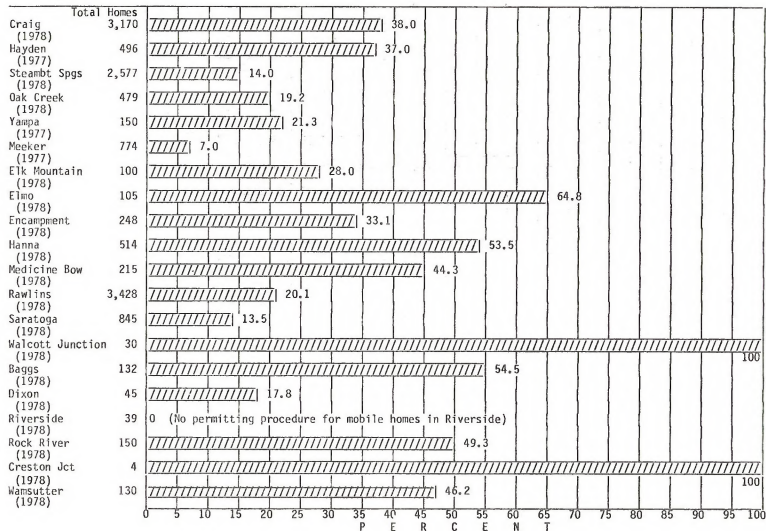 Total Homes
Craig 3,170 38.0
(1978)
Hayden 496 37.0
(1977)
Steambt Spgs 2,577 14.0
(1978)
Oak Creek 479 19.2
(1978)
Yampa 150 21.3
(1977)
Meeker 774 7.0
(1977)
Elk Mountain 100 28.0
(1978)
Elmo 105 64.8
(1978)
Encampment 248 33.1
(1978)
Hanna 514 53.5
(1978)
Medicine Bow 215 44.3
(1978)
Rawlins 3,428 20.1
(1978)
Saratoga 845 13.5
(1978)
Walcott Junction 30
(1978) 100
Baggs 132 54.5
(1978)
Dixon 45 17.8
(1978)
Riverside 39 0 (No permitting procedure for mobile homes in Riverside)
(1978)
Rock River 150 49.3
(1978)
Creston Jct 4
(1978) 100
Wamsutter 130 46.2
(1978)
0 5 10 15 20 25 30 35 40 45 50 55 60 65 70 75 80 85 90 95 100
P E R C E N T